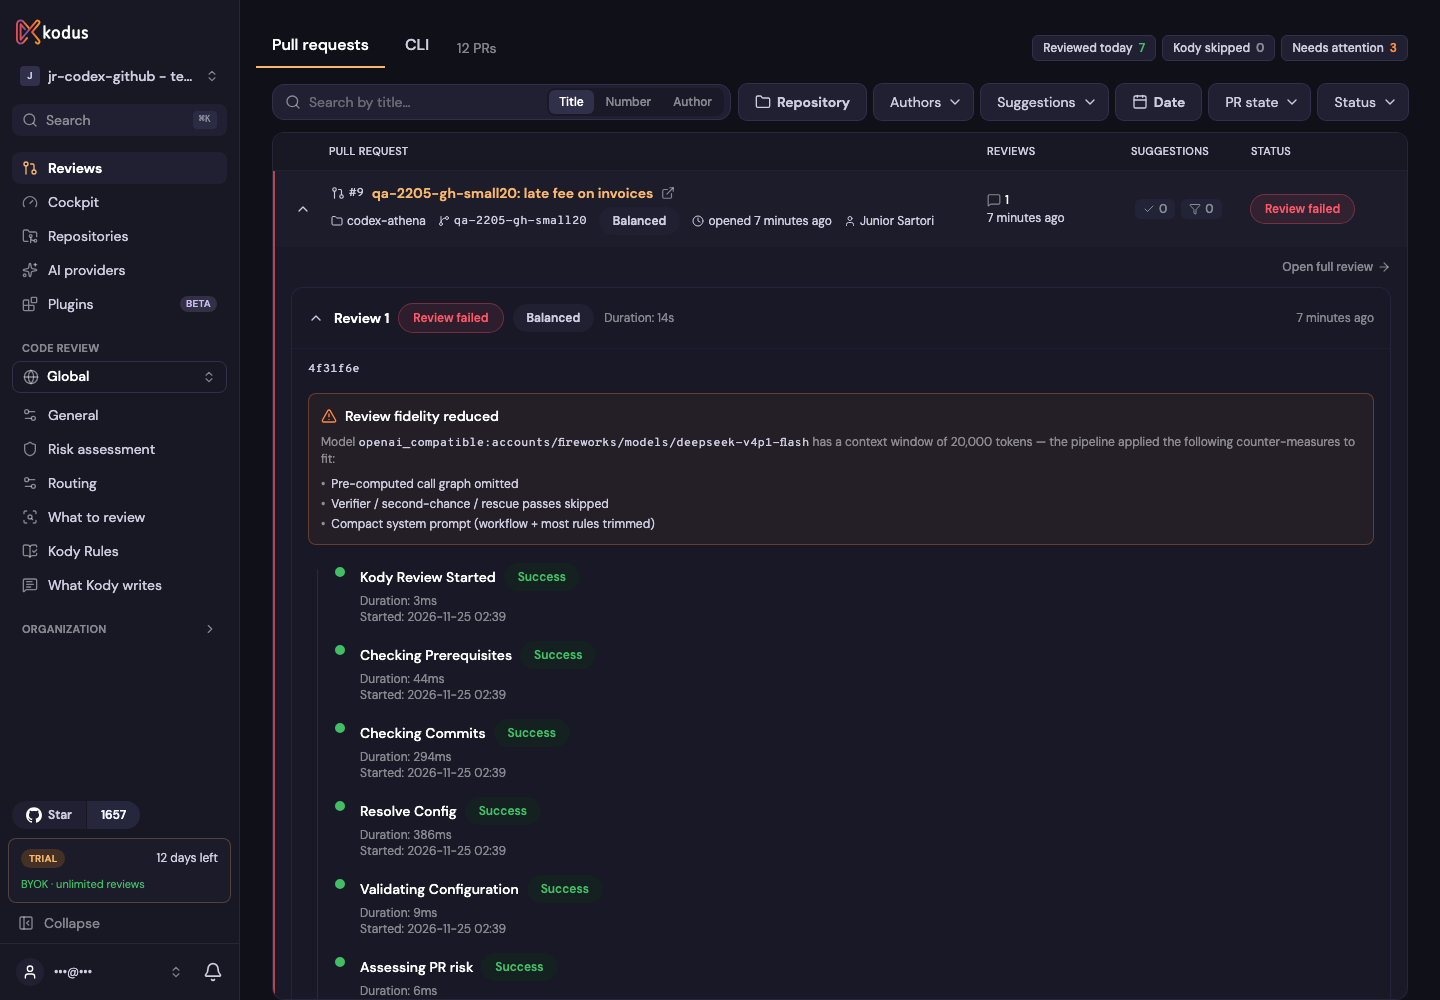 kodus
J jr-codex-github - te...
Search ⌘K
Reviews
Cockpit
Repositories
AI providers
Plugins BETA
CODE REVIEW
Global
General
Risk assessment
Routing
What to review
Kody Rules
What Kody writes
ORGANIZATION
Star 1657
TRIAL 12 days left
BYOK · unlimited reviews
Collapse
•••@•••
Pull requests CLI 12 PRs
Reviewed today 7 Kody skipped 0 Needs attention 3
Search by title... Title Number Author Repository Authors Suggestions Date PR state Status
PULL REQUEST REVIEWS SUGGESTIONS STATUS
#9 qa-2205-gh-small20: late fee on invoices
codex-athena qa-2205-gh-small20 Balanced opened 7 minutes ago Junior Sartori
1
7 minutes ago
0 0
Review failed
Open full review →
Review 1 Review failed Balanced Duration: 14s 7 minutes ago
4f31f6e
Review fidelity reduced
Model openai_compatible:accounts/fireworks/models/deepseek-v4p1-flash has a context window of 20,000 tokens — the pipeline applied the following counter-measures to
fit:
• Pre-computed call graph omitted
• Verifier / second-chance / rescue passes skipped
• Compact system prompt (workflow + most rules trimmed)
Kody Review Started Success
Duration: 3ms
Started: 2026-11-25 02:39
Checking Prerequisites Success
Duration: 44ms
Started: 2026-11-25 02:39
Checking Commits Success
Duration: 294ms
Started: 2026-11-25 02:39
Resolve Config Success
Duration: 386ms
Started: 2026-11-25 02:39
Validating Configuration Success
Duration: 9ms
Started: 2026-11-25 02:39
Assessing PR risk Success
Duration: 6ms